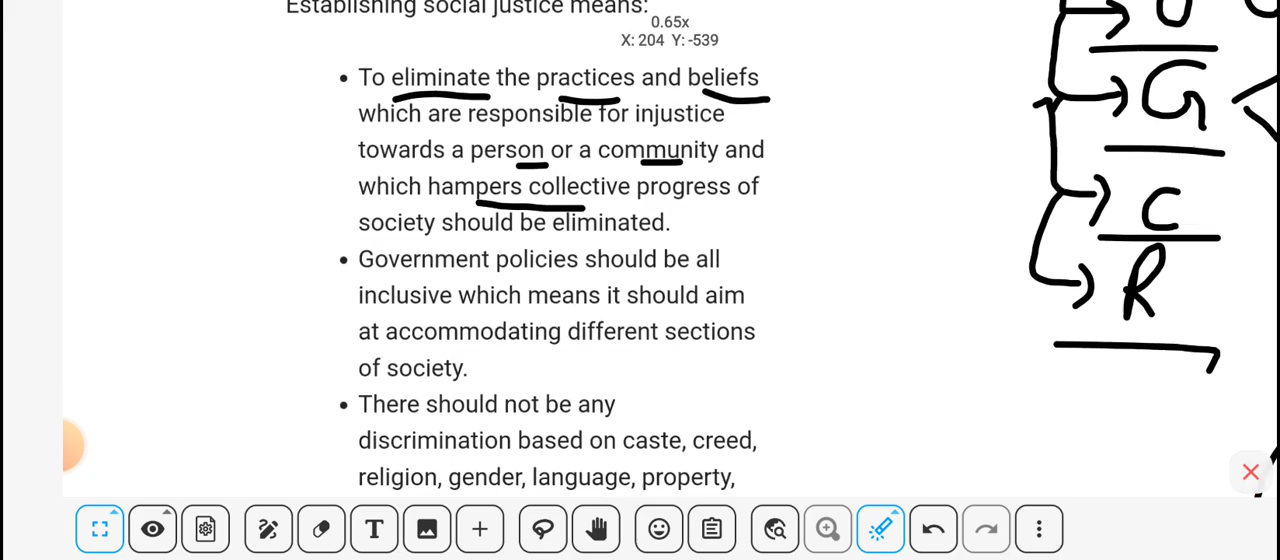 Establishing social justice means:
0.65x
X: 204 Y: -539
• To eliminate the practices and beliefs
which are responsible for injustice
towards a person or a community and
which hampers collective progress of
society should be eliminated.
• Government policies should be all
inclusive which means it should aim
at accommodating different sections
of society.
• There should not be any
discrimination based on caste, creed,
religion, gender, language, property,
G
C
R
T